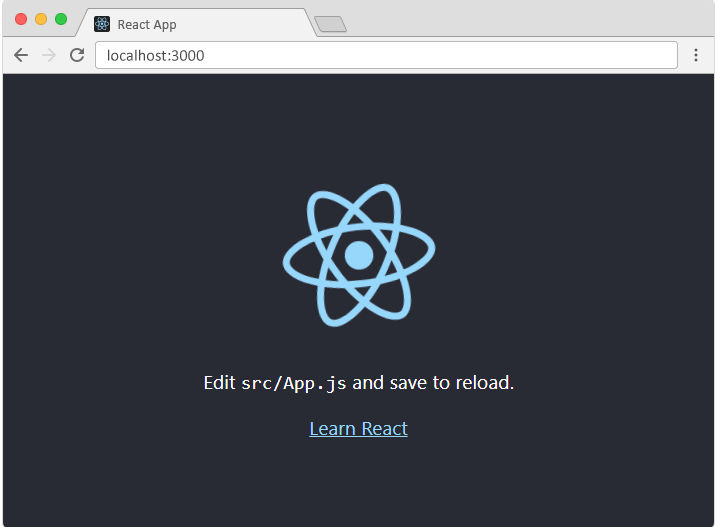 React App
localhost:3000
Edit src/App.js and save to reload.
Learn React